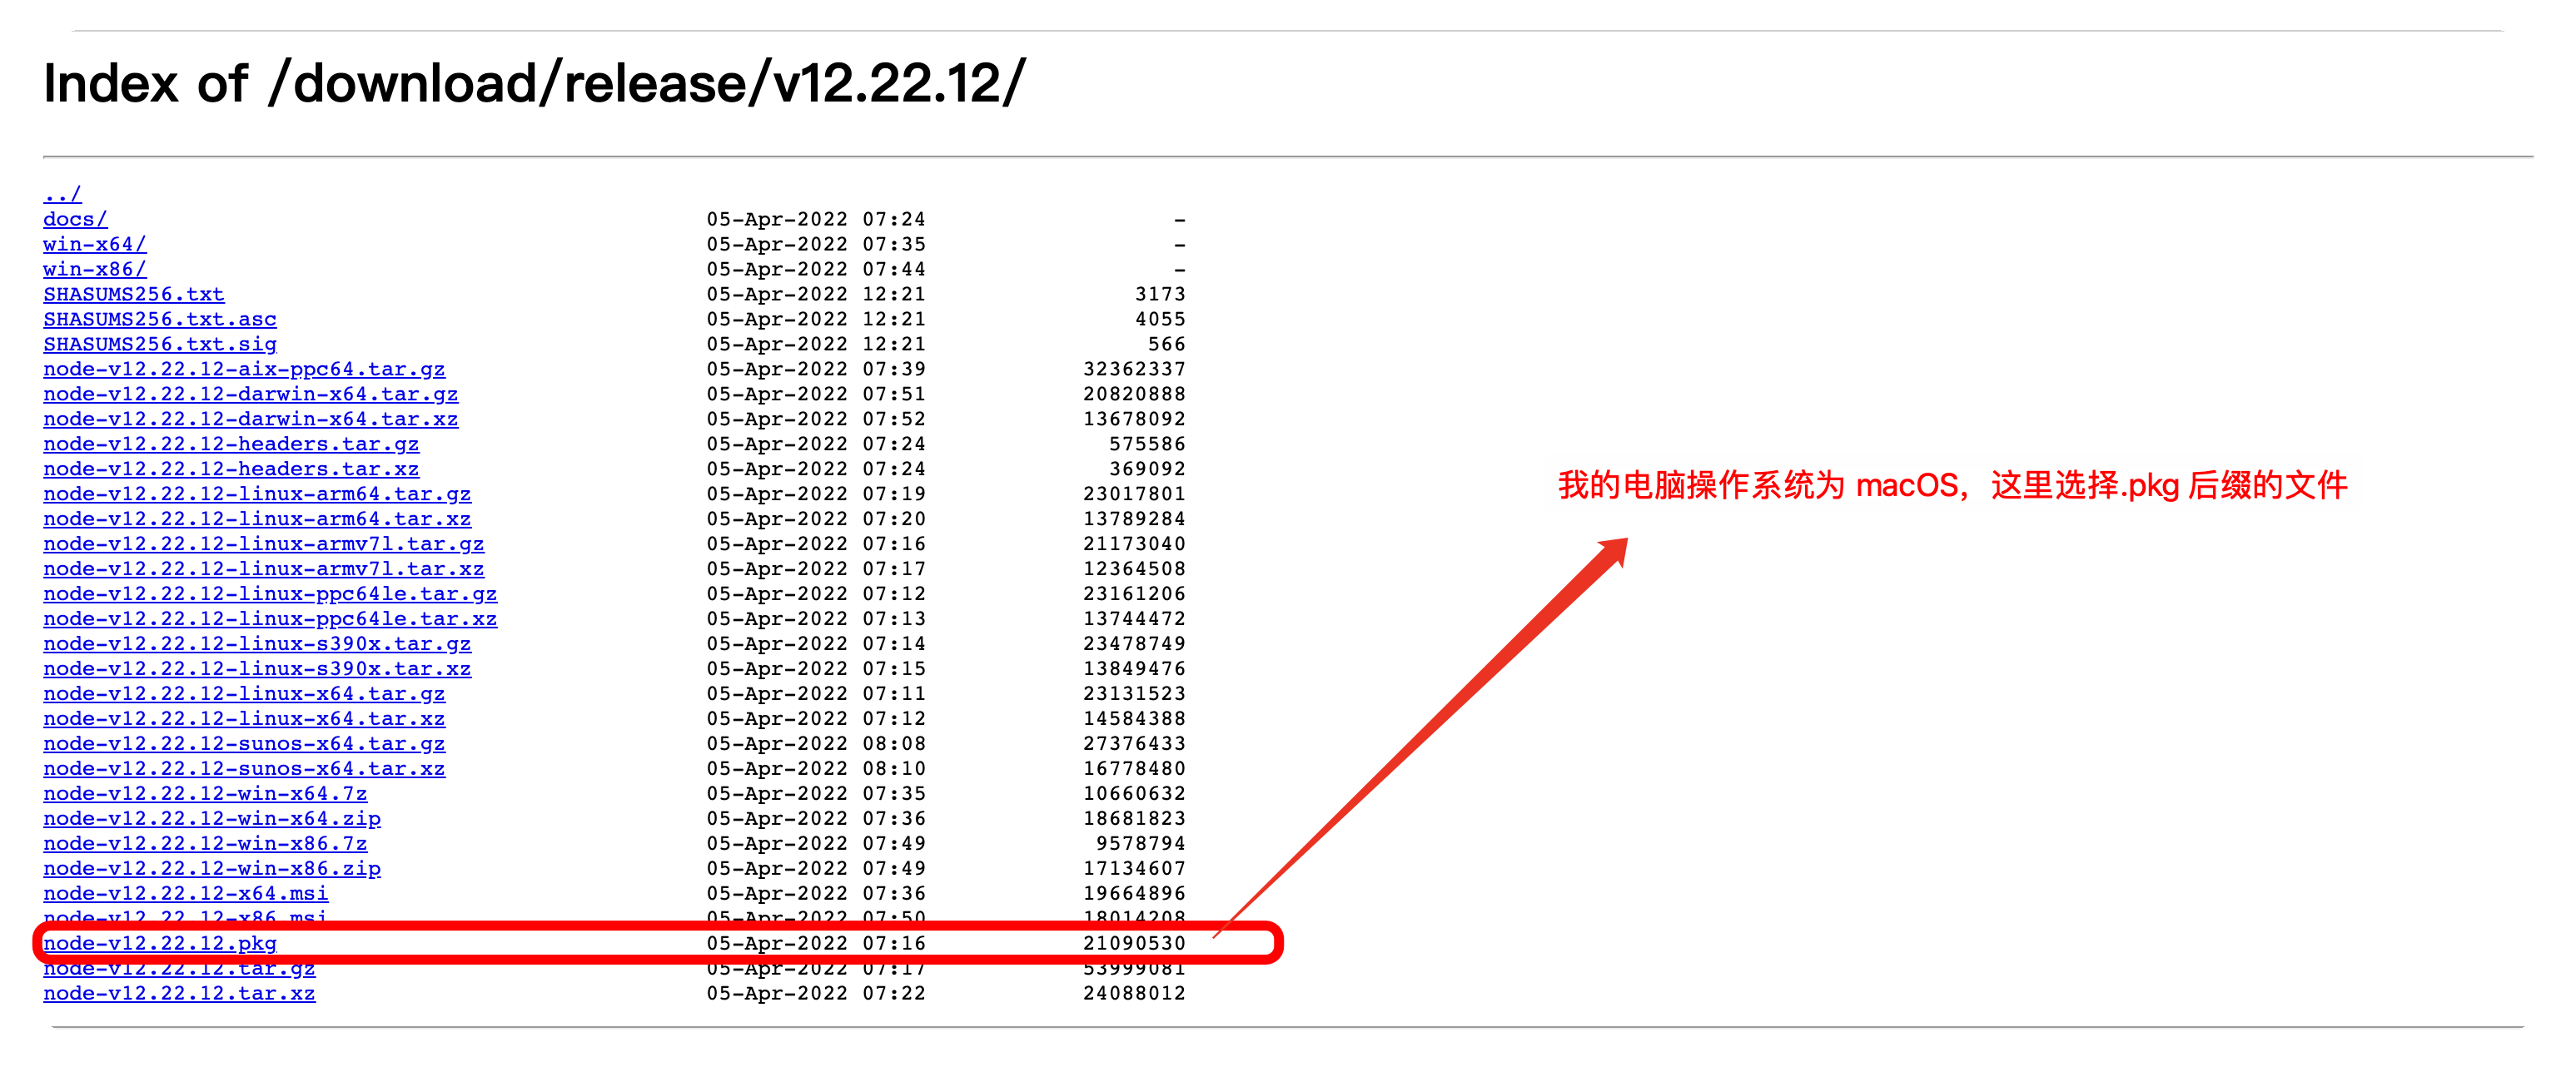 Index of /download/release/v12.22.12/
../
docs/ 05-Apr-2022 07:24 -
win-x64/ 05-Apr-2022 07:35 -
win-x86/ 05-Apr-2022 07:44 -
SHASUMS256.txt 05-Apr-2022 12:21 3173
SHASUMS256.txt.asc 05-Apr-2022 12:21 4055
SHASUMS256.txt.sig 05-Apr-2022 12:21 566
node-v12.22.12-aix-ppc64.tar.gz 05-Apr-2022 07:39 32362337
node-v12.22.12-darwin-x64.tar.gz 05-Apr-2022 07:51 20820888
node-v12.22.12-darwin-x64.tar.xz 05-Apr-2022 07:52 13678092
node-v12.22.12-headers.tar.gz 05-Apr-2022 07:24 575586
node-v12.22.12-headers.tar.xz 05-Apr-2022 07:24 369092
我的电脑操作系统为 macOS，这里选择.pkg 后缀的文件
node-v12.22.12-linux-arm64.tar.gz 05-Apr-2022 07:19 23017801
node-v12.22.12-linux-arm64.tar.xz 05-Apr-2022 07:20 13789284
node-v12.22.12-linux-armv7l.tar.gz 05-Apr-2022 07:16 21173040
node-v12.22.12-linux-armv7l.tar.xz 05-Apr-2022 07:17 12364508
node-v12.22.12-linux-ppc64le.tar.gz 05-Apr-2022 07:12 23161206
node-v12.22.12-linux-ppc64le.tar.xz 05-Apr-2022 07:13 13744472
node-v12.22.12-linux-s390x.tar.gz 05-Apr-2022 07:14 23478749
node-v12.22.12-linux-s390x.tar.xz 05-Apr-2022 07:15 13849476
node-v12.22.12-linux-x64.tar.gz 05-Apr-2022 07:11 23131523
node-v12.22.12-linux-x64.tar.xz 05-Apr-2022 07:12 14584388
node-v12.22.12-sunos-x64.tar.gz 05-Apr-2022 08:08 27376433
node-v12.22.12-sunos-x64.tar.xz 05-Apr-2022 08:10 16778480
node-v12.22.12-win-x64.7z 05-Apr-2022 07:35 10660632
node-v12.22.12-win-x64.zip 05-Apr-2022 07:36 18681823
node-v12.22.12-win-x86.7z 05-Apr-2022 07:49 9578794
node-v12.22.12-win-x86.zip 05-Apr-2022 07:49 17134607
node-v12.22.12-x64.msi 05-Apr-2022 07:36 19664896
node-v12.22.12-x86.msi 05-Apr-2022 07:50 18014208
node-v12.22.12.pkg 05-Apr-2022 07:16 21090530
node-v12.22.12.tar.gz 05-Apr-2022 07:17 53999081
node-v12.22.12.tar.xz 05-Apr-2022 07:22 24088012